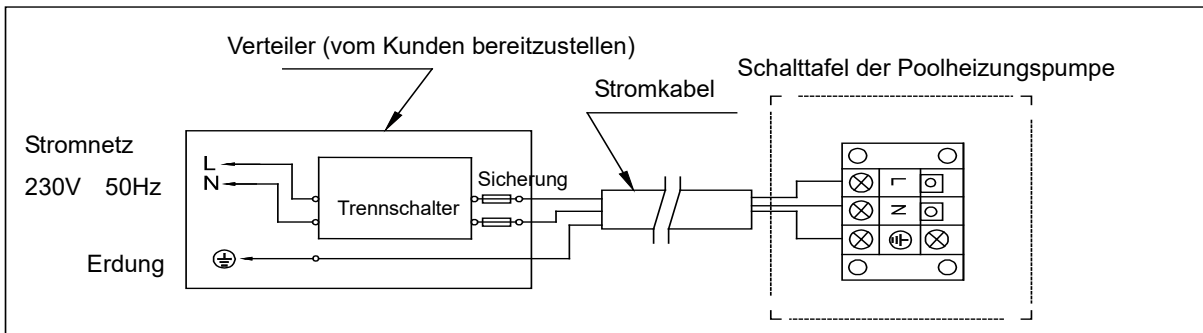 Verteiler (vom Kunden bereitzustellen)
Schalttafel der Poolheizungspumpe
Stromkabel
Stromnetz
230V 50Hz
L
N
Sicherung
Trennschalter
Erdung
L
N